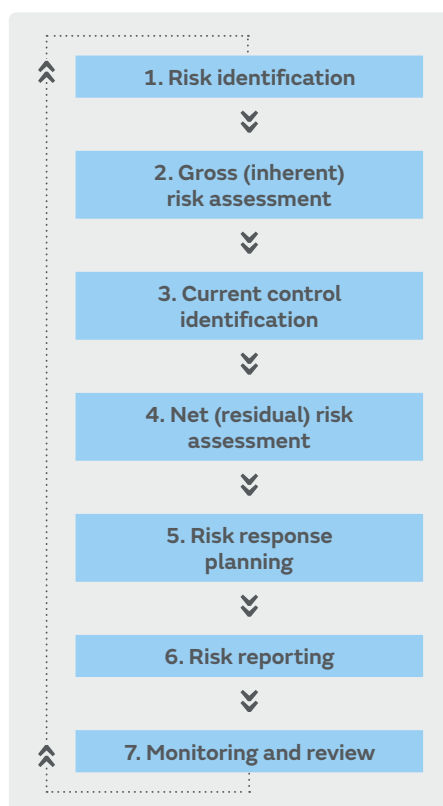 1. Risk identification
2. Gross (inherent)
risk assessment
3. Current control
identification
4. Net (residual) risk
assessment
5. Risk response
planning
6. Risk reporting
7. Monitoring and review